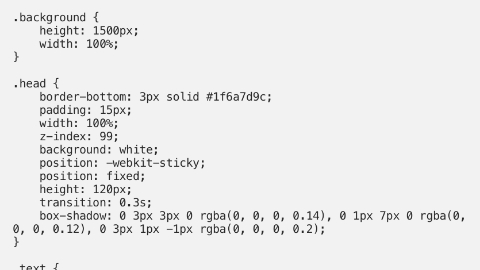 .background {
    height: 1500px;
    width: 100%;
}

.head {
    border-bottom: 3px solid #1f6a7d9c;
    padding: 15px;
    width: 100%;
    z-index: 99;
    background: white;
    position: -webkit-sticky;
    position: fixed;
    height: 120px;
    transition: 0.3s;
    box-shadow: 0 3px 3px 0 rgba(0, 0, 0, 0.14), 0 1px 7px 0 rgba(0,
0, 0, 0.12), 0 3px 1px -1px rgba(0, 0, 0, 0.2);
}

.text {